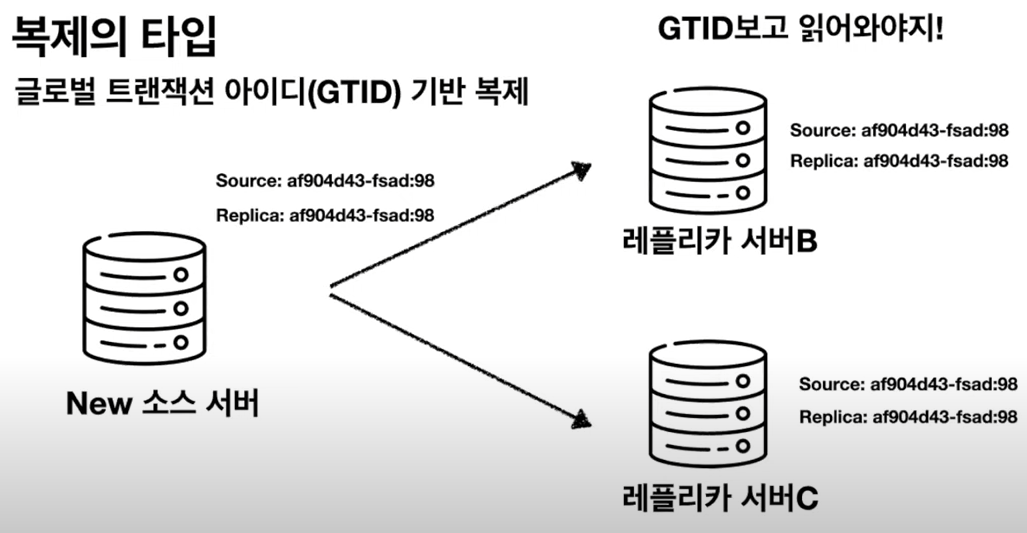 복제의 타입
글로벌 트랜잭션 아이디(GTID) 기반 복제
GTID보고 읽어와야지!
Source: af904d43-fsad:98
Replica: af904d43-fsad:98
New 소스 서버
Source: af904d43-fsad:98
Replica: af904d43-fsad:98
레플리카 서버B
Source: af904d43-fsad:98
Replica: af904d43-fsad:98
레플리카 서버C